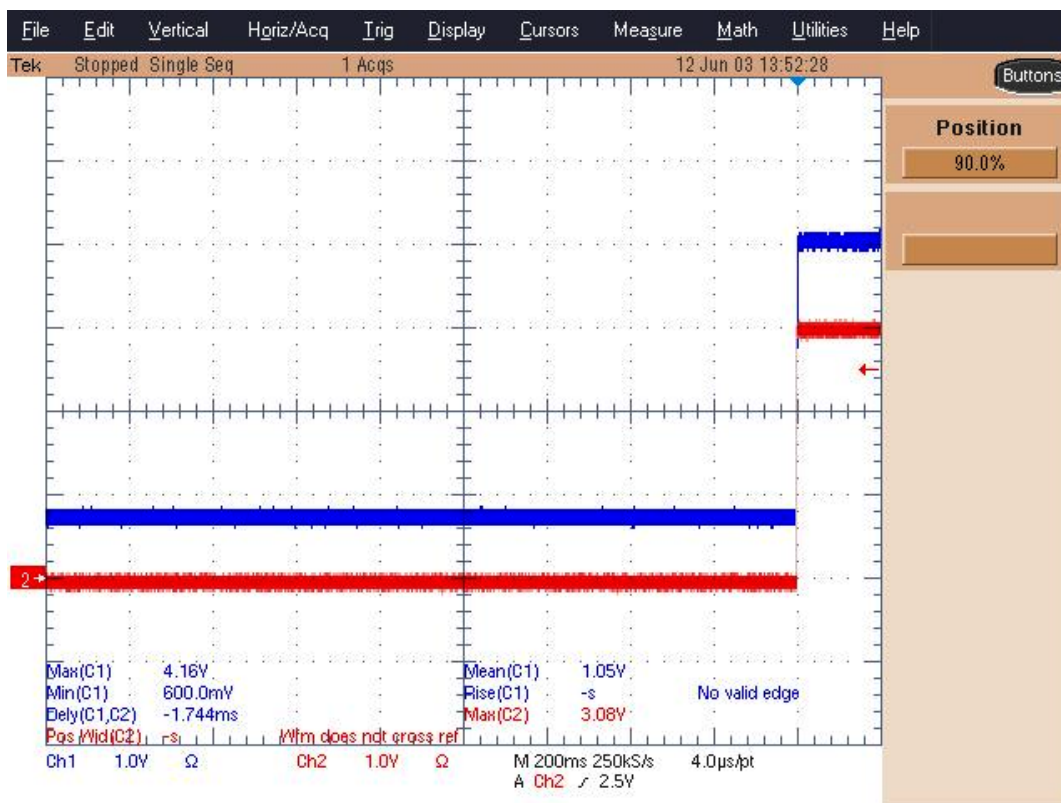 File Edit Vertical Horiz/Acq Trig Display Cursors Measure Math Utilities Help
Tek Stopped Single Seq 1 Acqs 12 Jun 03 13:52:28
Buttons
Position
90.0%
2
Max(C1) 4.16V
Min(C1) 600.0mV
Dely(C1,C2) -1.744ms
Pos Wid(C2) -s Wfm does not cross ref
Mean(C1) 1.05V
Rise(C1) -s No valid edge
Max(C2) 3.08V
Ch1 1.0V Ω Ch2 1.0V Ω M 200ms 250kS/s 4.0µs/pt
A Ch2 ⁄ 2.5V